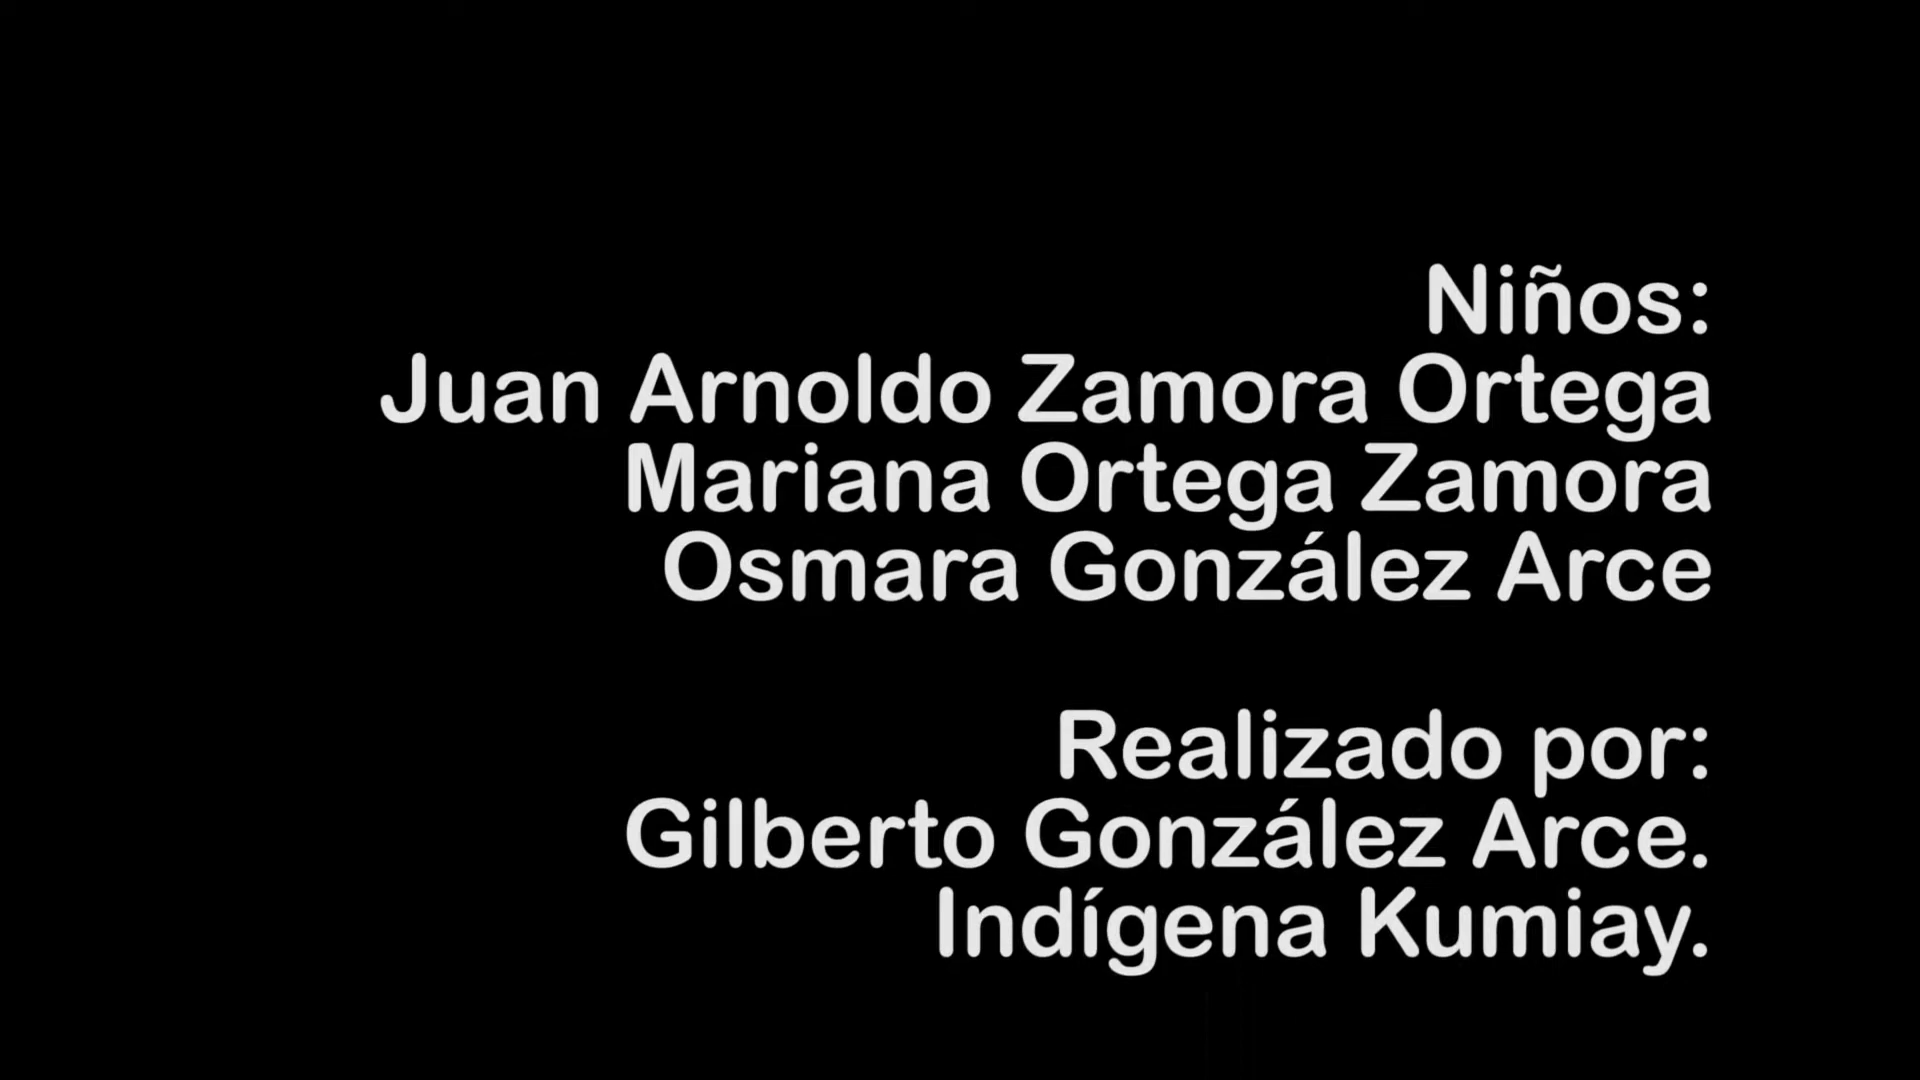 Niños:
Juan Arnoldo Zamora Ortega
Mariana Ortega Zamora
Osmara González Arce
Realizado por:
Gilberto González Arce.
Indígena Kumiay.